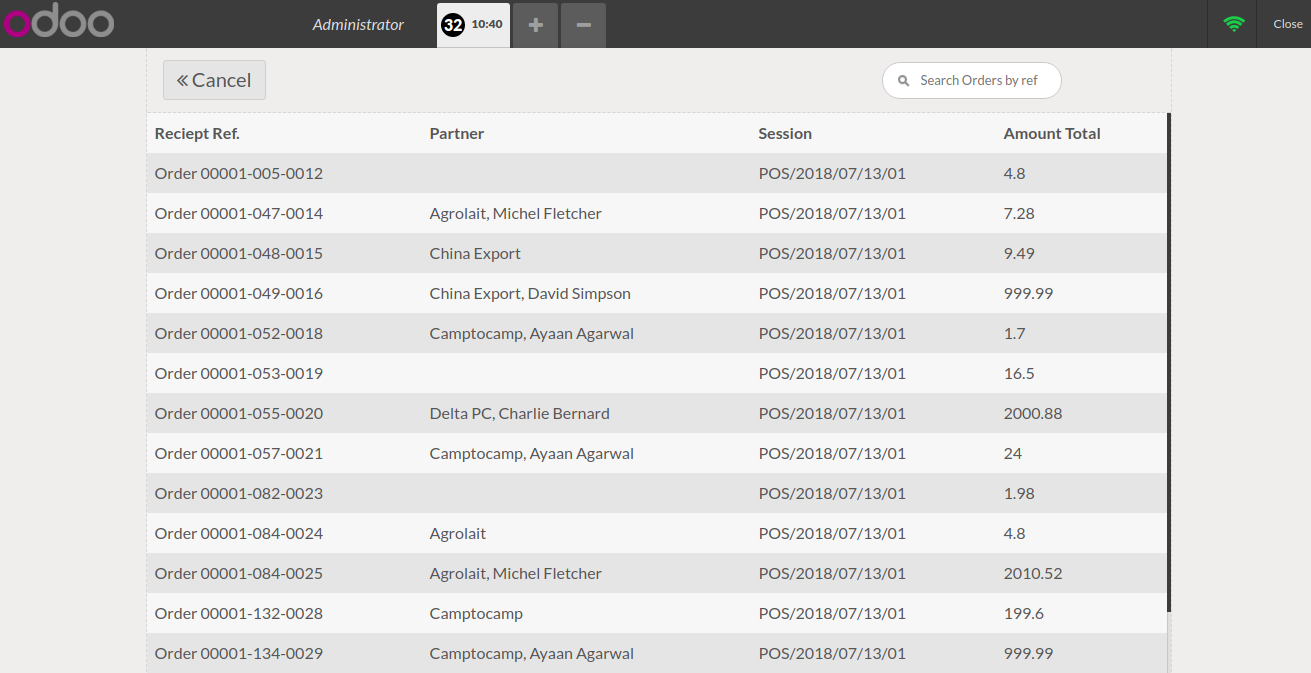 odoo Administrator 32 10:40 + − Close
« Cancel Search Orders by ref
Reciept Ref. Partner Session Amount Total
Order 00001-005-0012 POS/2018/07/13/01 4.8
Order 00001-047-0014 Agrolait, Michel Fletcher POS/2018/07/13/01 7.28
Order 00001-048-0015 China Export POS/2018/07/13/01 9.49
Order 00001-049-0016 China Export, David Simpson POS/2018/07/13/01 999.99
Order 00001-052-0018 Camptocamp, Ayaan Agarwal POS/2018/07/13/01 1.7
Order 00001-053-0019 POS/2018/07/13/01 16.5
Order 00001-055-0020 Delta PC, Charlie Bernard POS/2018/07/13/01 2000.88
Order 00001-057-0021 Camptocamp, Ayaan Agarwal POS/2018/07/13/01 24
Order 00001-082-0023 POS/2018/07/13/01 1.98
Order 00001-084-0024 Agrolait POS/2018/07/13/01 4.8
Order 00001-084-0025 Agrolait, Michel Fletcher POS/2018/07/13/01 2010.52
Order 00001-132-0028 Camptocamp POS/2018/07/13/01 199.6
Order 00001-134-0029 Camptocamp, Ayaan Agarwal POS/2018/07/13/01 999.99